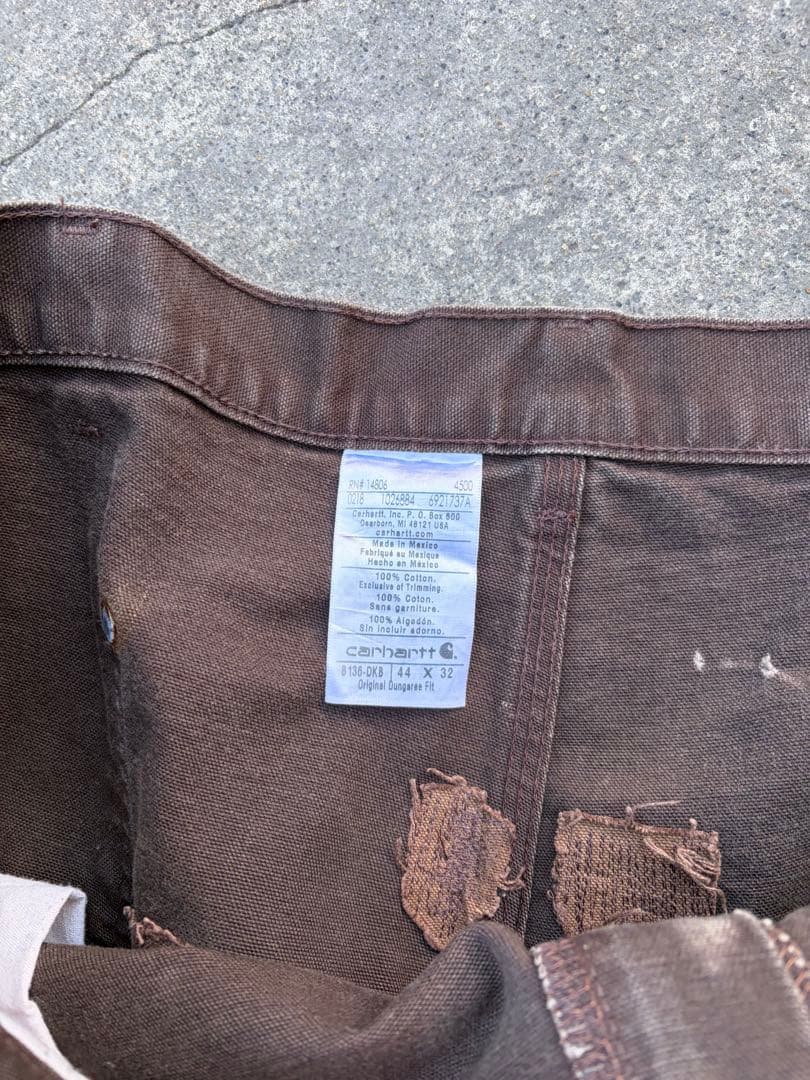 RN# 14806 4500
0218 1026884 6921737A
Carhartt, Inc. P. O. Box 600
Dearborn, MI 48121 USA
carhartt.com
Made in Mexico
Fabriqué au Mexique
Hecho en México
100% Cotton.
Exclusive of Trimming.
100% Coton.
Sans garniture.
100% Algodón.
Sin incluir adorno.
carhartt
B136-DKB 44 X 32
Original Dungaree Fit